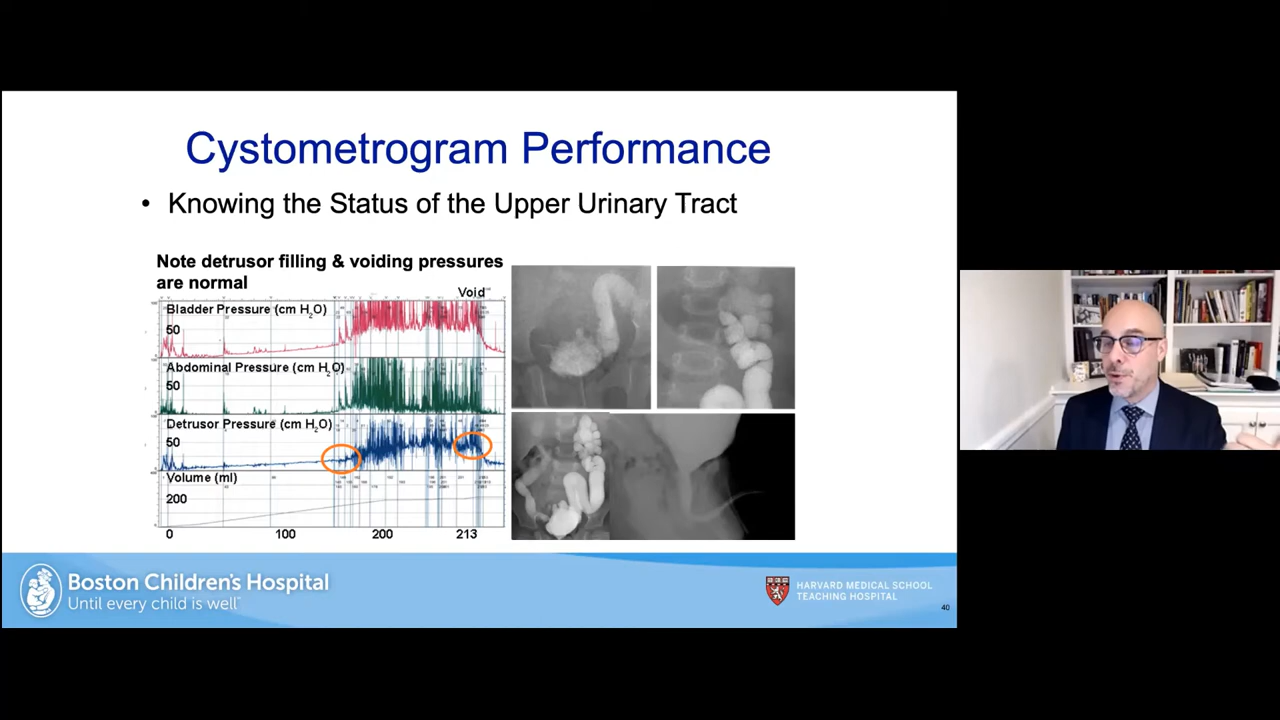 Cystometrogram Performance
• Knowing the Status of the Upper Urinary Tract
Note detrusor filling & voiding pressures
are normal
Void
Bladder Pressure (cm H2O)
50
Abdominal Pressure (cm H2O)
50
Detrusor Pressure (cm H2O)
50
Volume (ml)
200
0 100 200 213
Boston Children's Hospital
Until every child is well™
HARVARD MEDICAL SCHOOL
TEACHING HOSPITAL
40